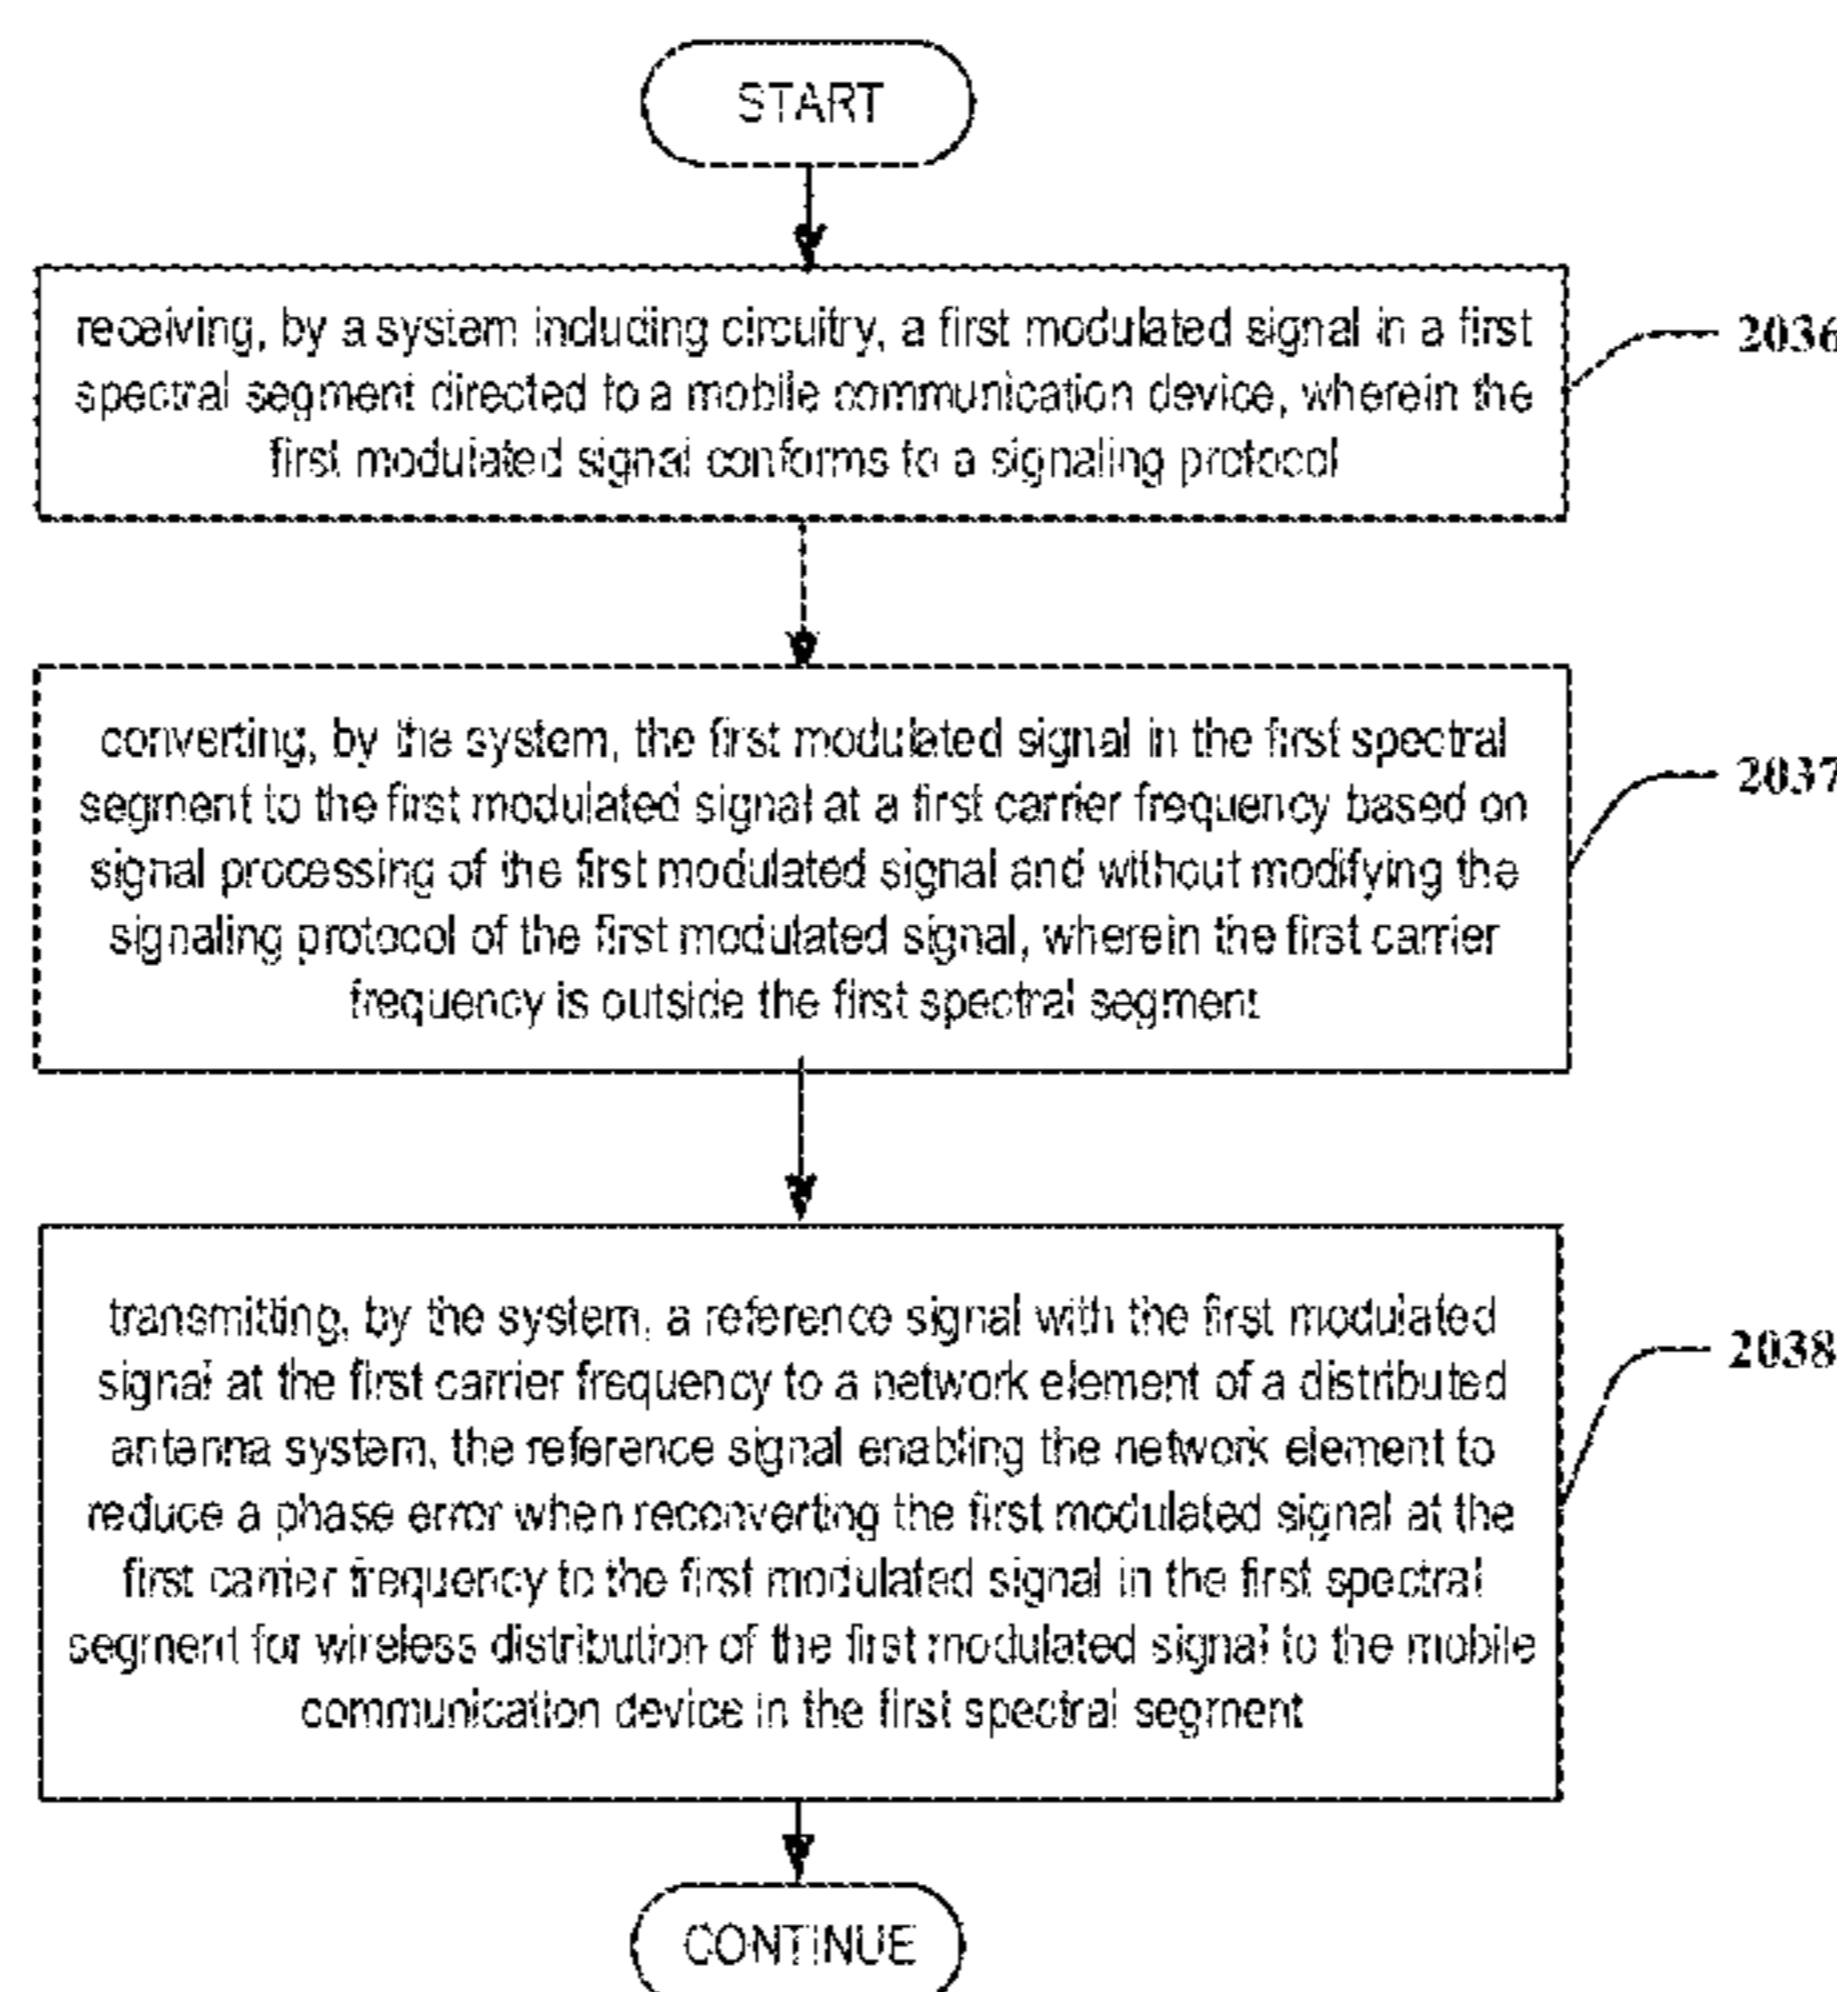 START
receiving, by a system including circuitry, a first modulated signal in a first
spectral segment directed to a mobile communication device, wherein the
first modulated signal conforms to a signaling protocol
2036
converting, by the system, the first modulated signal in the first spectral
segment to the first modulated signal at a first carrier frequency based on
signal processing of the first modulated signal and without modifying the
signaling protocol of the first modulated signal, wherein the first carrier
frequency is outside the first spectral segment
2037
transmitting, by the system, a reference signal with the first modulated
signal at the first carrier frequency to a network element of a distributed
antenna system, the reference signal enabling the network element to
reduce a phase error when reconverting the first modulated signal at the
first carrier frequency to the first modulated signal in the first spectral
segment for wireless distribution of the first modulated signal to the mobile
communication device in the first spectral segment
2038
CONTINUE